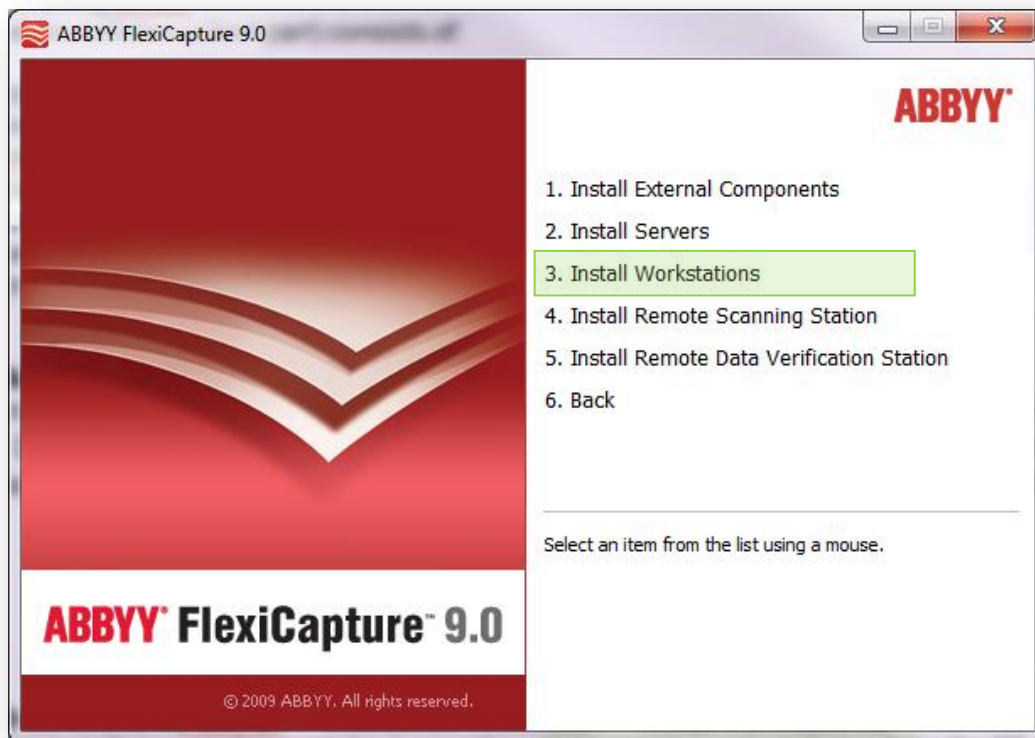 ABBYY FlexiCapture 9.0
ABBYY
1. Install External Components
2. Install Servers
3. Install Workstations
4. Install Remote Scanning Station
5. Install Remote Data Verification Station
6. Back
Select an item from the list using a mouse.
ABBYY FlexiCapture™ 9.0
© 2009 ABBYY. All rights reserved.